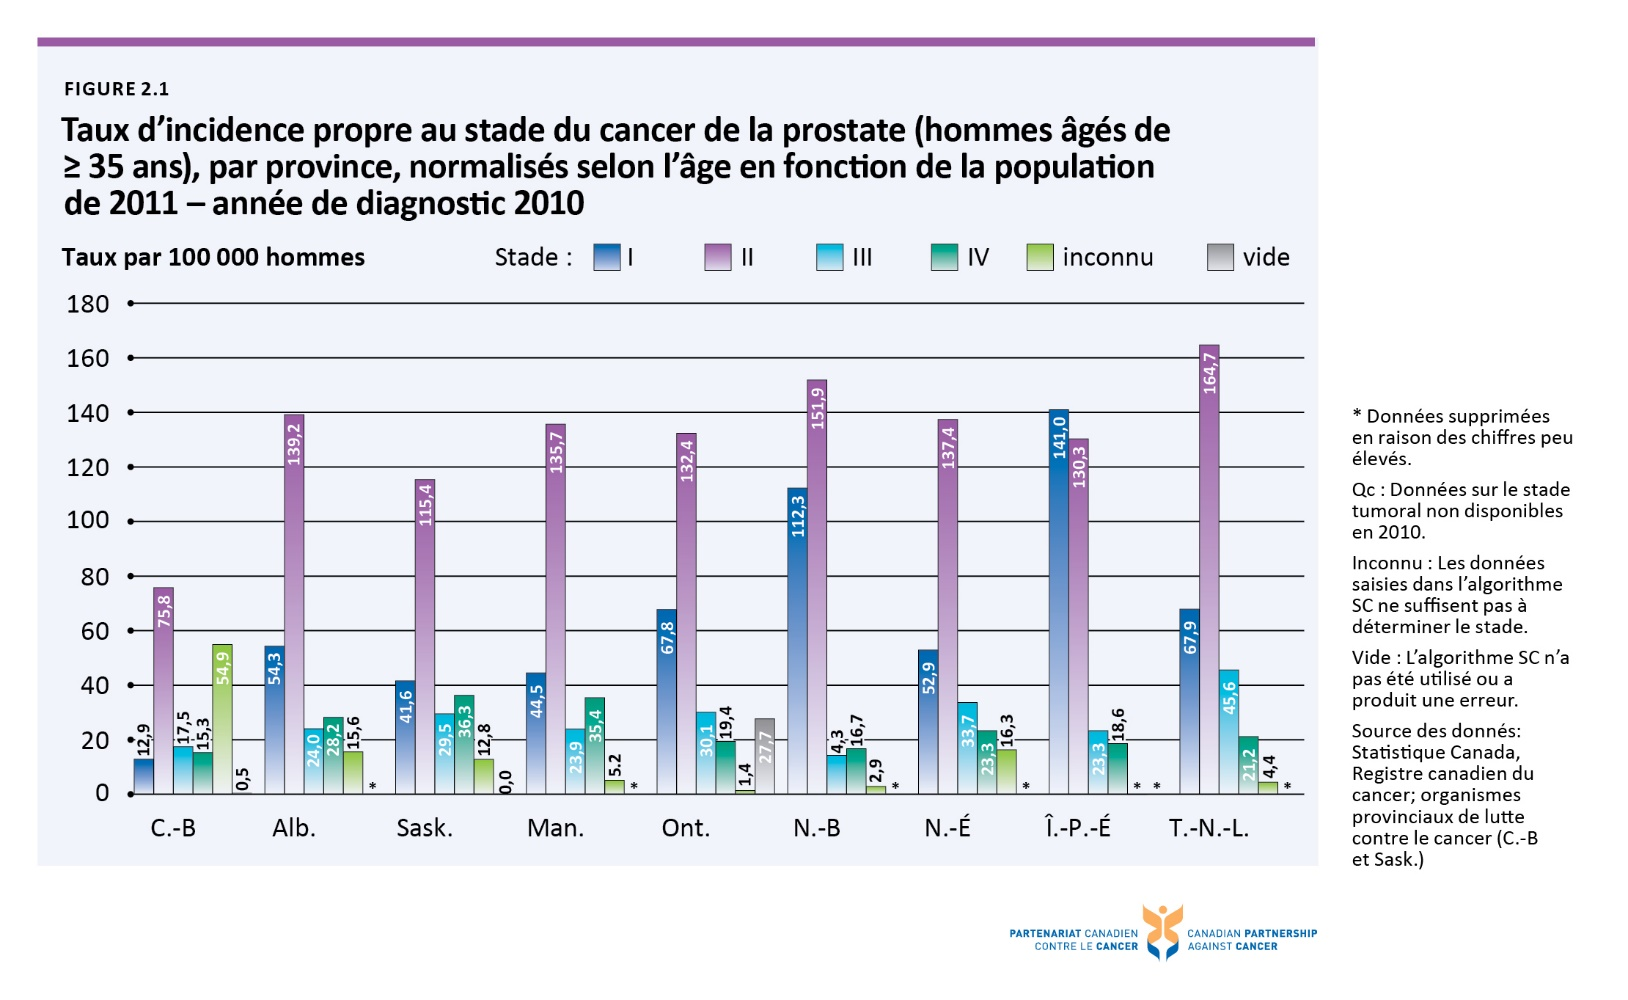 FIGURE 2.1
Taux d’incidence propre au stade du cancer de la prostate (hommes âgés de
≥ 35 ans), par province, normalisés selon l’âge en fonction de la population
de 2011 – année de diagnostic 2010
Taux par 100 000 hommes
Stade : I II III IV inconnu vide
180
160
140
120
100
80
60
40
20
0
12,9 75,8 17,5 15,3 54,9 0,5
54,3 139,2 24,0 28,2 15,6 *
41,6 115,4 29,5 36,3 12,8 0,0
44,5 135,7 23,9 35,4 5.2 *
67,8 132,4 30,1 19,4 1,4 27,7
112,3 151,9 14,3 16,7 2,9 *
52,9 137,4 33,7 23,3 16,3 *
141,0 130,3 23,3 18,6 * *
67,9 164,7 45,6 21,2 4,4 *
C.-B Alb. Sask. Man. Ont. N.-B N.-É Î.-P.-É T.-N.-L.
* Données supprimées
en raison des chiffres peu
élevés.
Qc : Données sur le stade
tumoral non disponibles
en 2010.
Inconnu : Les données
saisies dans l’algorithme
SC ne suffisent pas à
déterminer le stade.
Vide : L’algorithme SC n’a
pas été utilisé ou a
produit une erreur.
Source des donnés:
Statistique Canada,
Registre canadien du
cancer; organismes
provinciaux de lutte
contre le cancer (C.-B
et Sask.)
PARTENARIAT CANADIEN
CONTRE LE CANCER
CANADIAN PARTNERSHIP
AGAINST CANCER